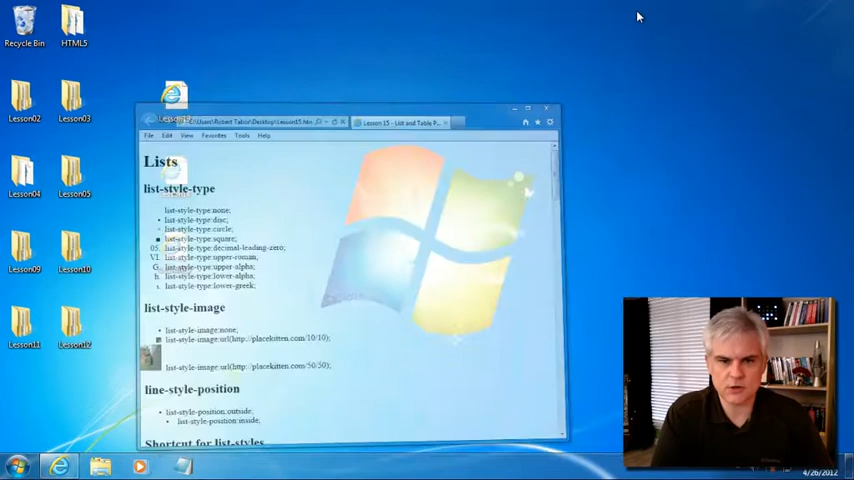 Recycle Bin
HTML5
Lesson02
Lesson03
Lesson04
Lesson05
Lesson09
Lesson10
Lesson11
Lesson12
Lesson 15 - List and Table P...
File Edit View Favorites Tools Help
Lists
list-style-type
list-style-type:none;
• list-style-type:disc;
list-style-type:circle;
list-style-type:square;
05. list-style-type:decimal-leading-zero;
VI. list-style-type:upper-roman,
G. list-style-type:upper-alpha;
h. list-style-type:lower-alpha;
list-style-type:lower-greek;
list-style-image
• list-style-image:none,
list-style-image:url(http://placekitten.com/10/10);
list-style-image:url(http://placekitten.com/50/50);
line-style-position
• list-style-position:outside;
• list-style-position:inside;
Shortcut for list-styles
4/26/2012